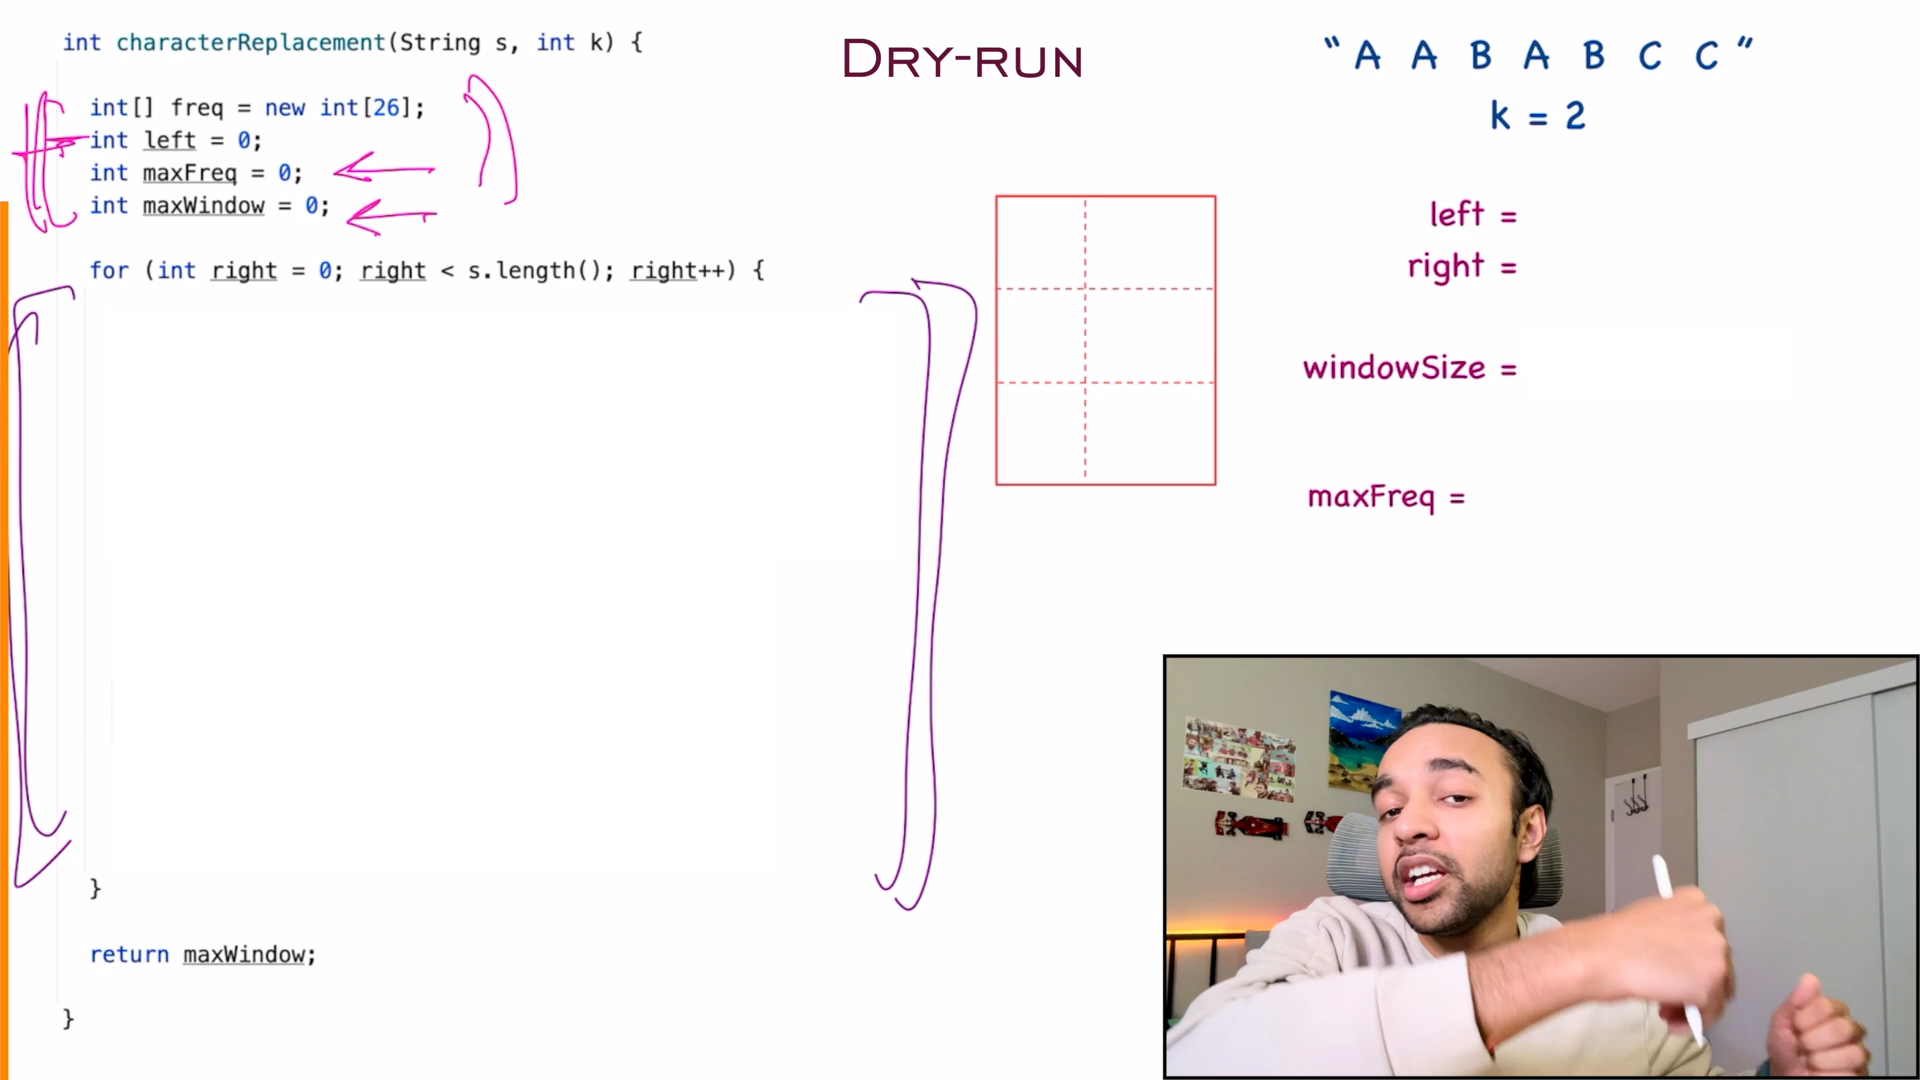 int characterReplacement(String s, int k) {
int[] freq = new int[26];
int left = 0;
int maxFreq = 0;
int maxWindow = 0;
for (int right = 0; right < s.length(); right++) {
}
return maxWindow;
}
DRY-RUN
“A A B A B C C”
k = 2
left =
right =
windowSize =
maxFreq =